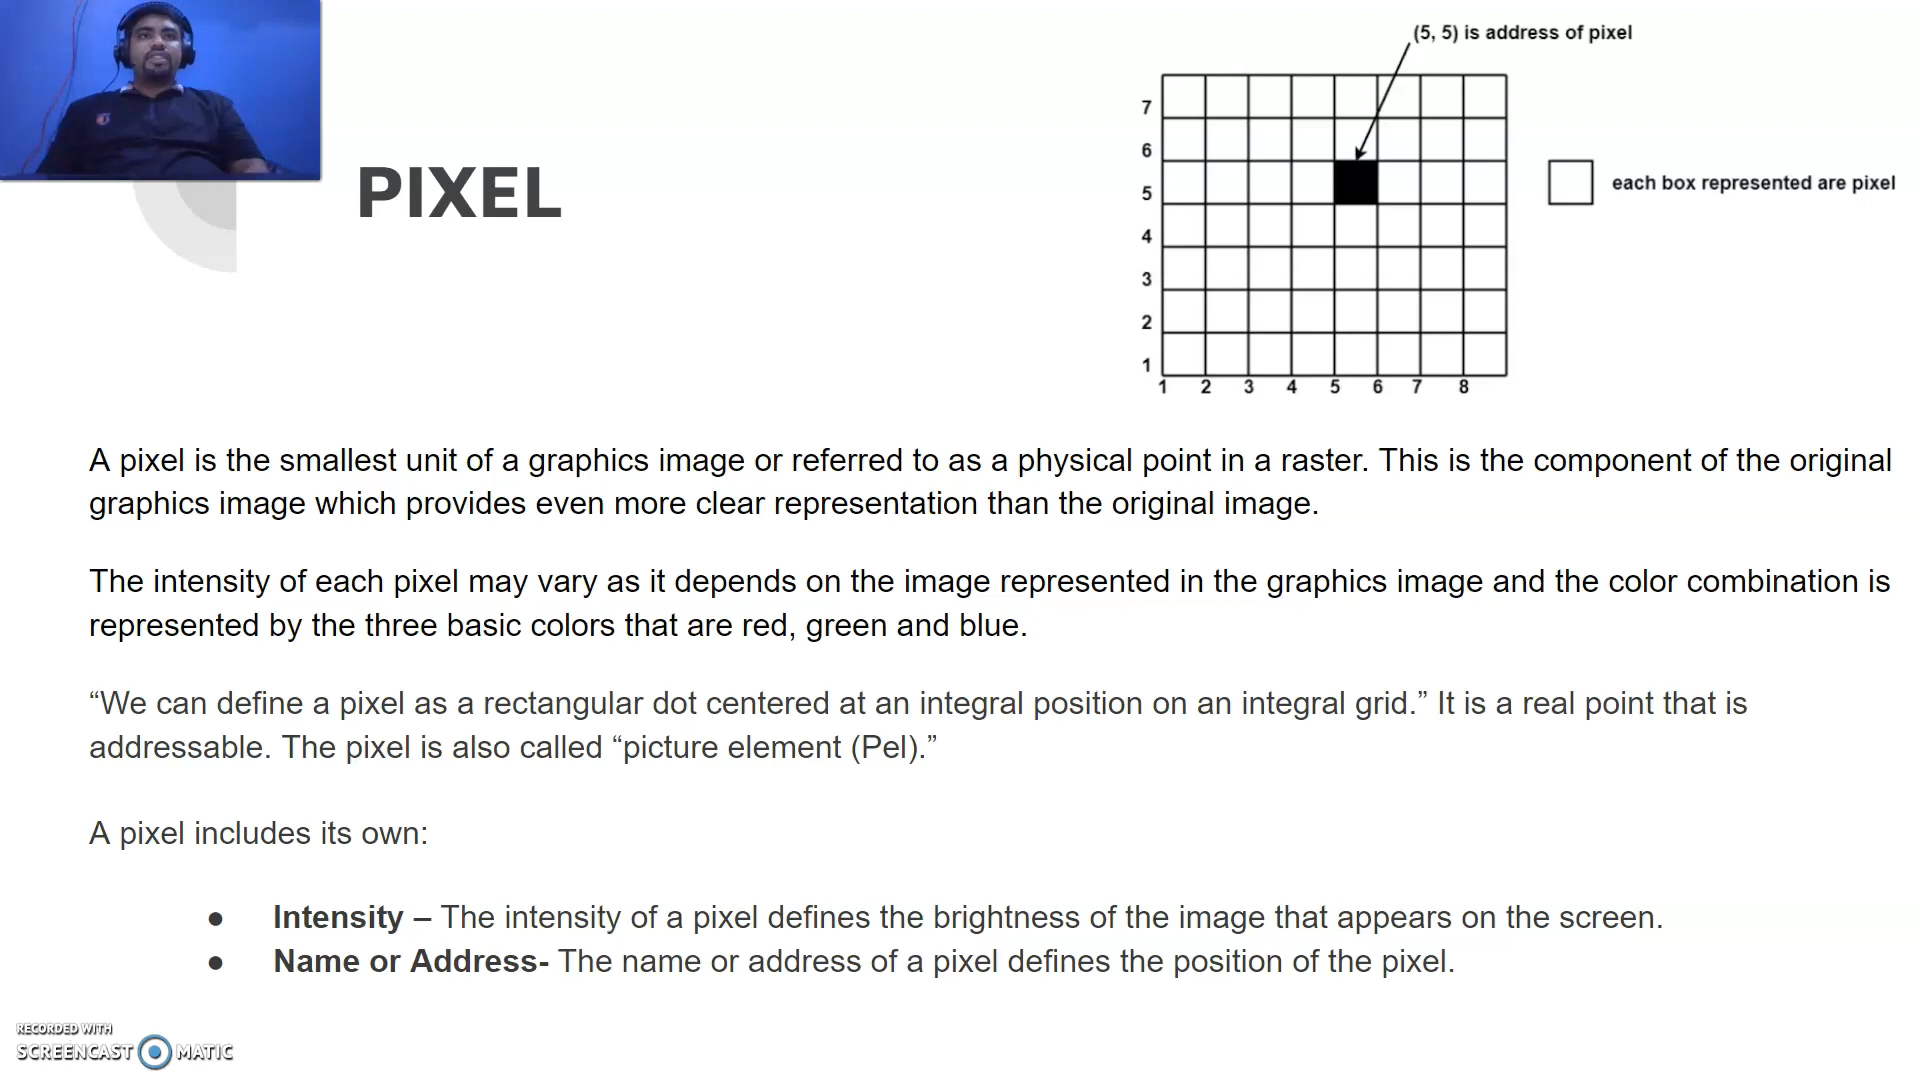 PIXEL
(5, 5) is address of pixel
7
6
5
4
3
2
1
1 2 3 4 5 6 7 8
each box represented are pixel
A pixel is the smallest unit of a graphics image or referred to as a physical point in a raster. This is the component of the original
graphics image which provides even more clear representation than the original image.
The intensity of each pixel may vary as it depends on the image represented in the graphics image and the color combination is
represented by the three basic colors that are red, green and blue.
“We can define a pixel as a rectangular dot centered at an integral position on an integral grid.” It is a real point that is
addressable. The pixel is also called “picture element (Pel).”
A pixel includes its own:
● Intensity – The intensity of a pixel defines the brightness of the image that appears on the screen.
● Name or Address- The name or address of a pixel defines the position of the pixel.
RECORDED WITH
SCREENCAST MATIC